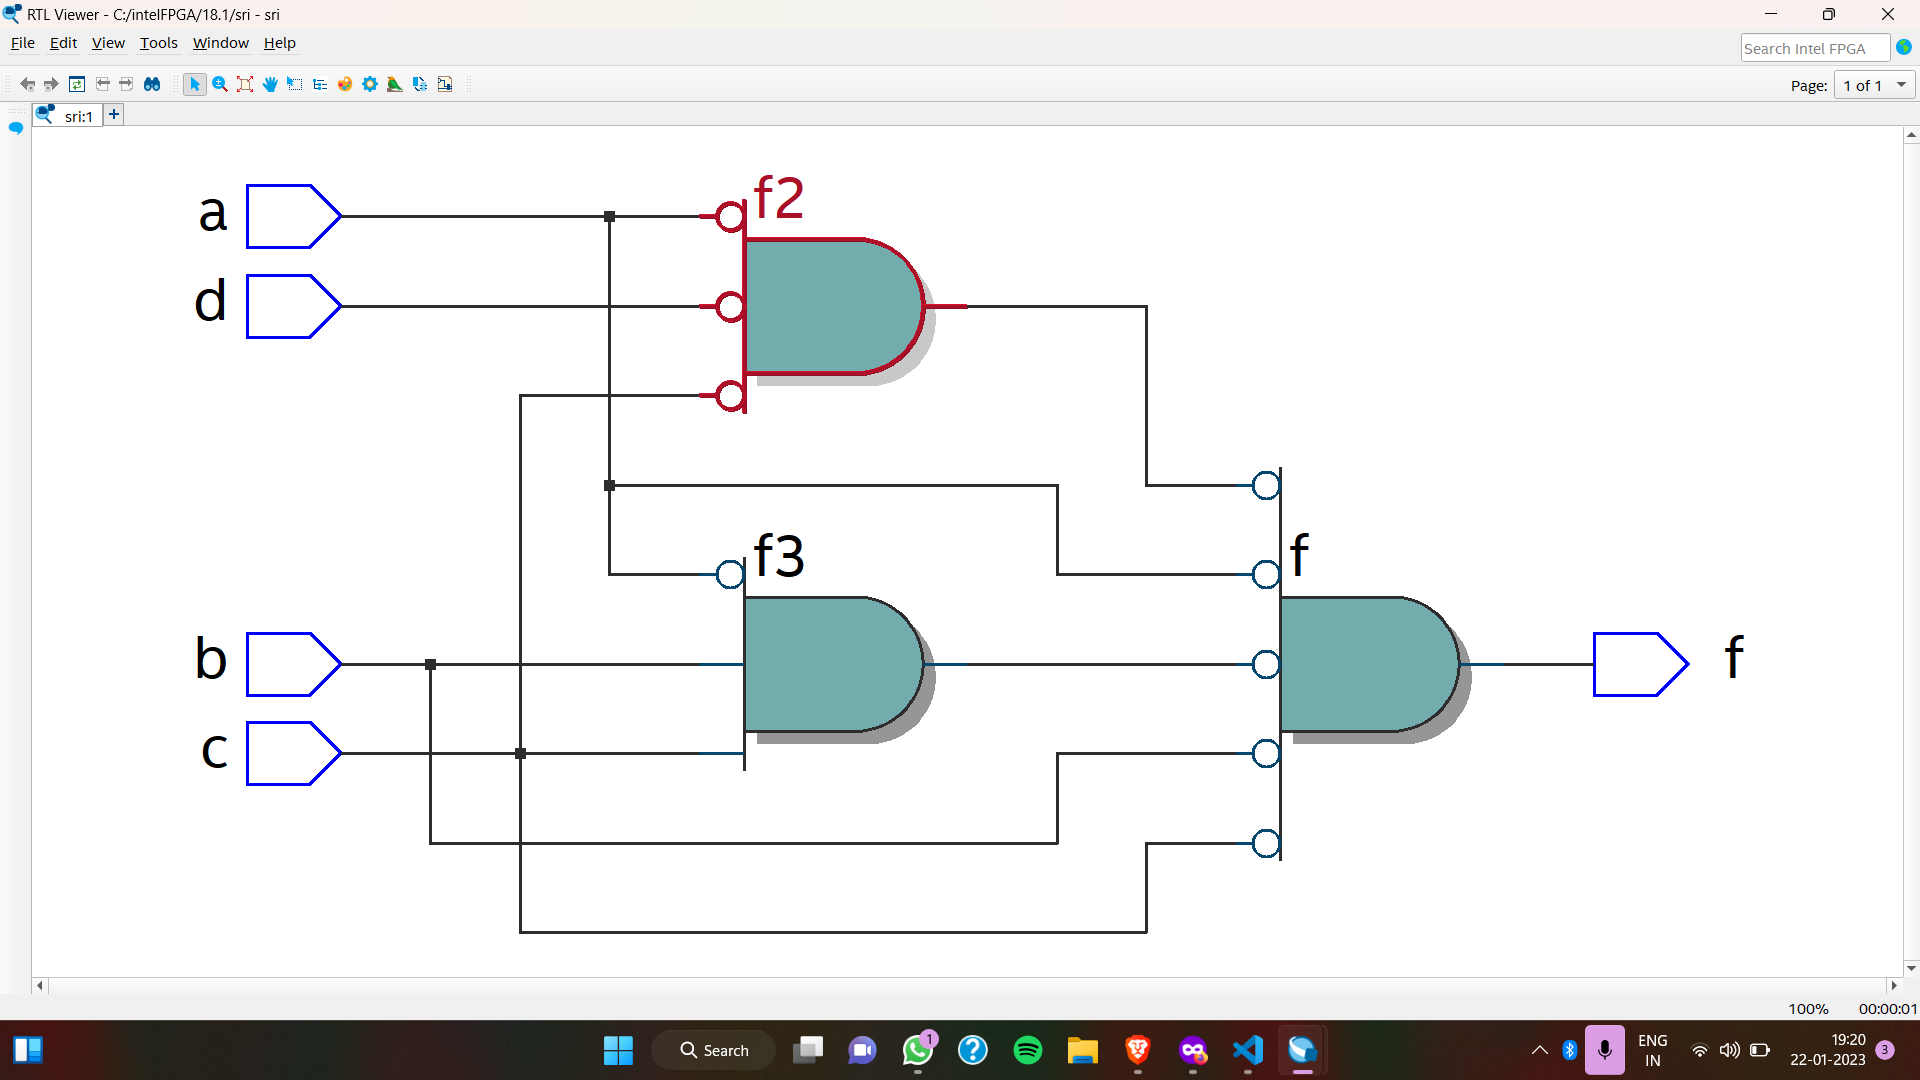 RTL Viewer - C:/intelFPGA/18.1/sri - sri
File Edit View Tools Window Help
Search Intel FPGA
Page: 1 of 1
sri:1 +
f2
a
d
f3
f
b
f
c
100% 00:00:01
Search
1
ENG
IN
19:20
22-01-2023
3